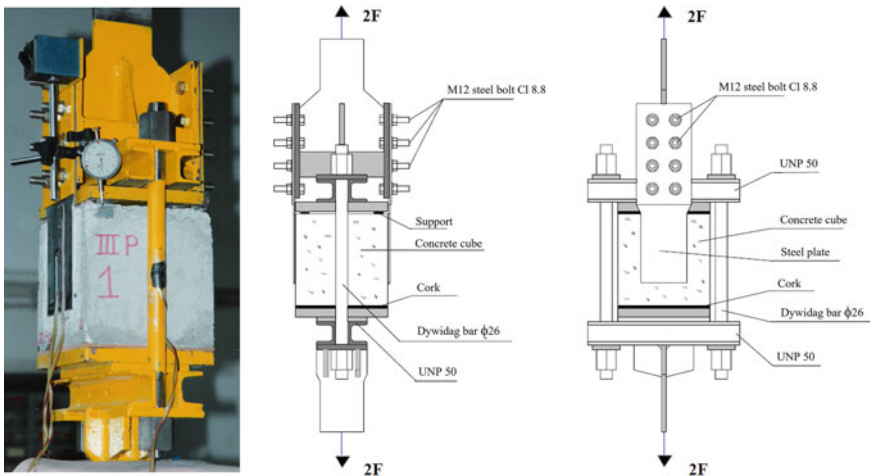 III P
1
2F
M12 steel bolt Cl 8.8
Support
Concrete cube
Cork
Dywidag bar ϕ26
UNP 50
2F
2F
M12 steel bolt Cl 8.8
UNP 50
Concrete cube
Steel plate
Cork
Dywidag bar ϕ26
UNP 50
2F